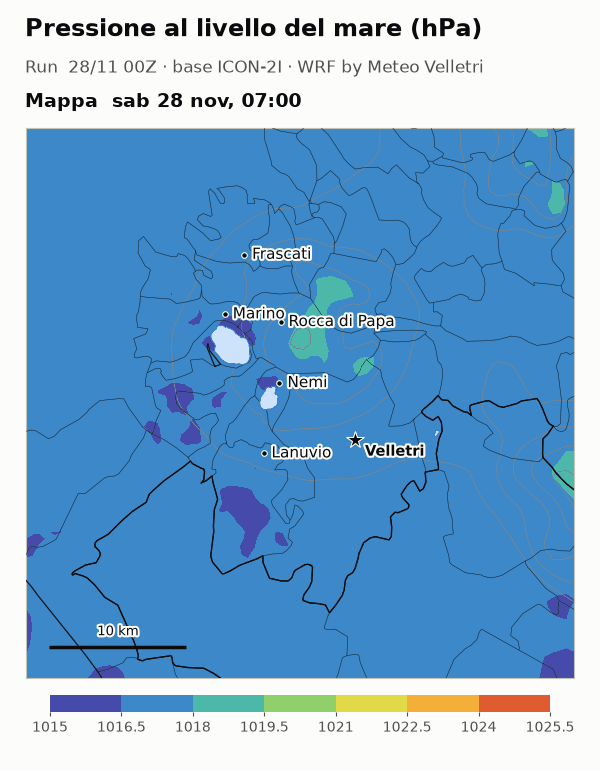 Pressione al livello del mare (hPa)
Run  28/11 00Z · base ICON-2I · WRF by Meteo Velletri
Mappa  sab 28 nov, 07:00
Frascati
Marino
Rocca di Papa
Nemi
Velletri
Lanuvio
10 km
1015 1016.5 1018 1019.5 1021 1022.5 1024 1025.5